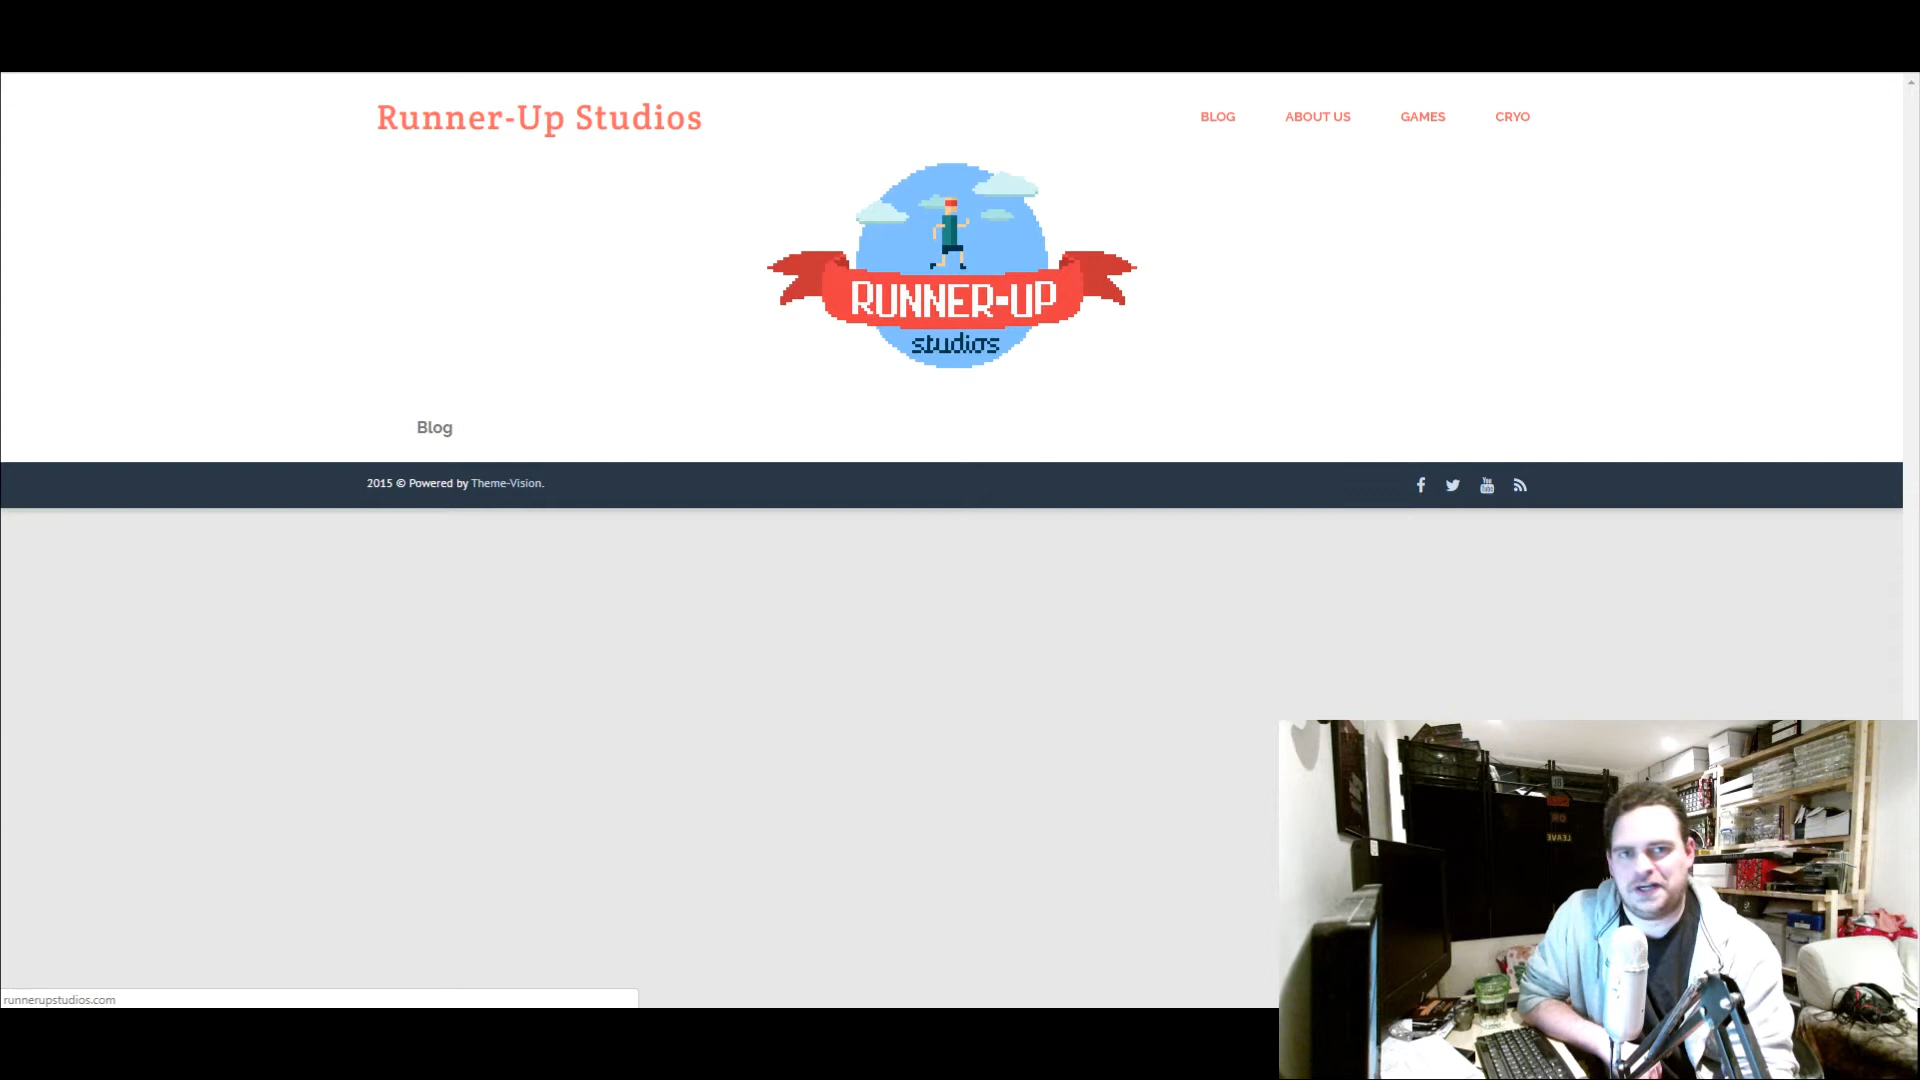 Runner-Up Studios
BLOG ABOUT US GAMES CRYO
RUNNER-UP
studios
Blog
2015 © Powered by Theme-Vision.
You
runnerupstudios.com